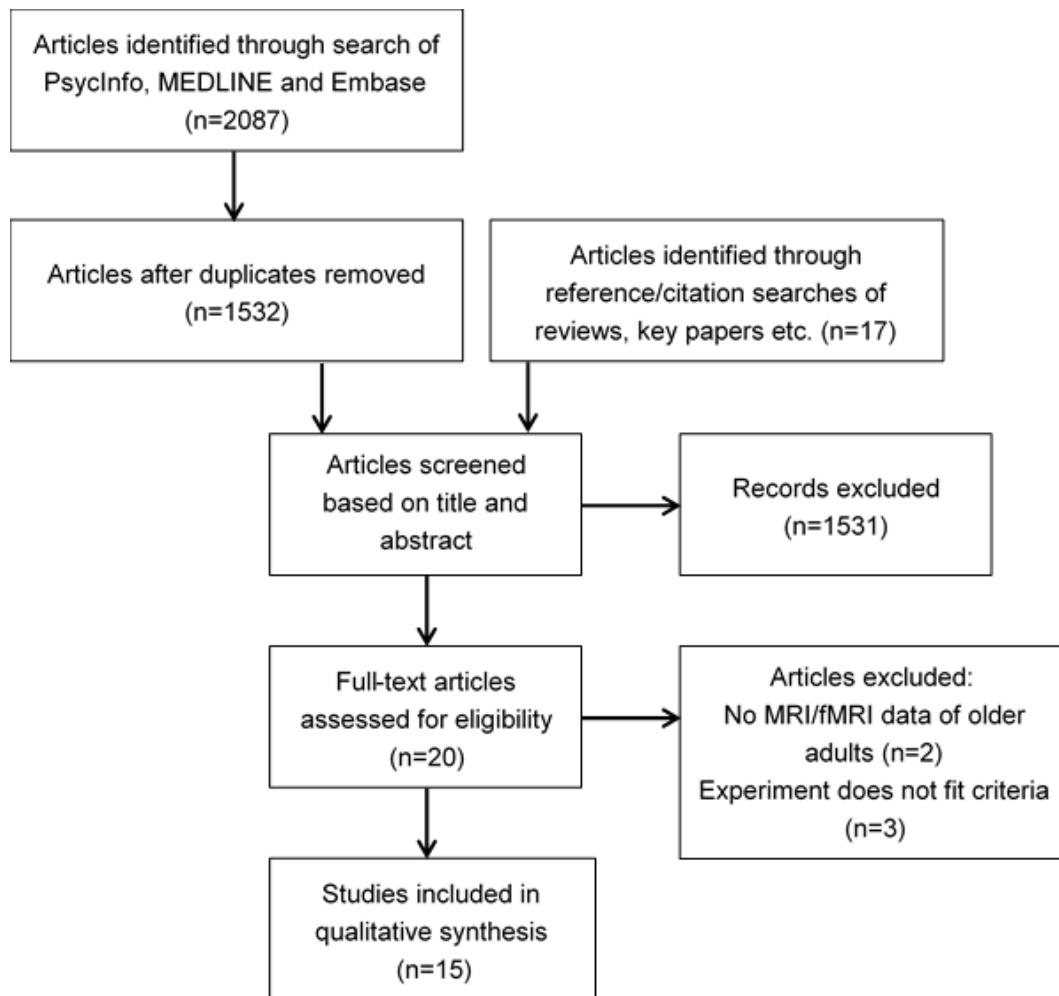 Articles identified through search of
PsycInfo, MEDLINE and Embase
(n=2087)
Articles after duplicates removed
(n=1532)
Articles identified through
reference/citation searches of
reviews, key papers etc. (n=17)
Articles screened
based on title and
abstract
Records excluded
(n=1531)
Full-text articles
assessed for eligibility
(n=20)
Articles excluded:
No MRI/fMRI data of older
adults (n=2)
Experiment does not fit criteria
(n=3)
Studies included in
qualitative synthesis
(n=15)